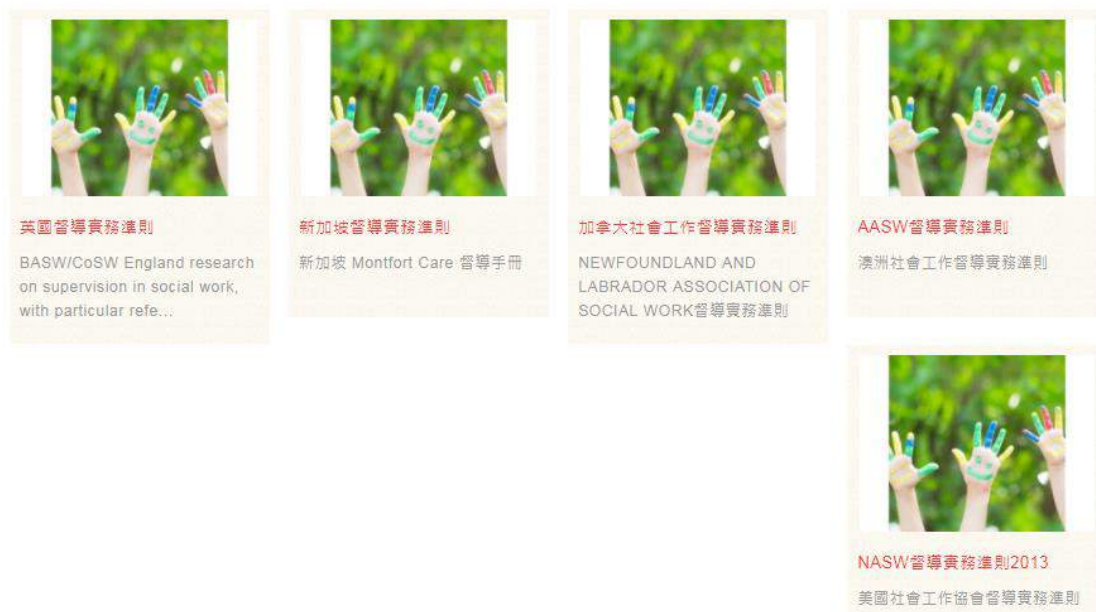 英國督導實務準則
BASW/CoSW England research
on supervision in social work,
with particular refe...
新加坡督導實務準則
新加坡 Montfort Care 督導手冊
加拿大社會工作督導實務準則
NEWFOUNDLAND AND
LABRADOR ASSOCIATION OF
SOCIAL WORK督導實務準則
AASW督導實務準則
澳洲社會工作督導實務準則
NASW督導實務準則2013
美國社會工作協會督導實務準則